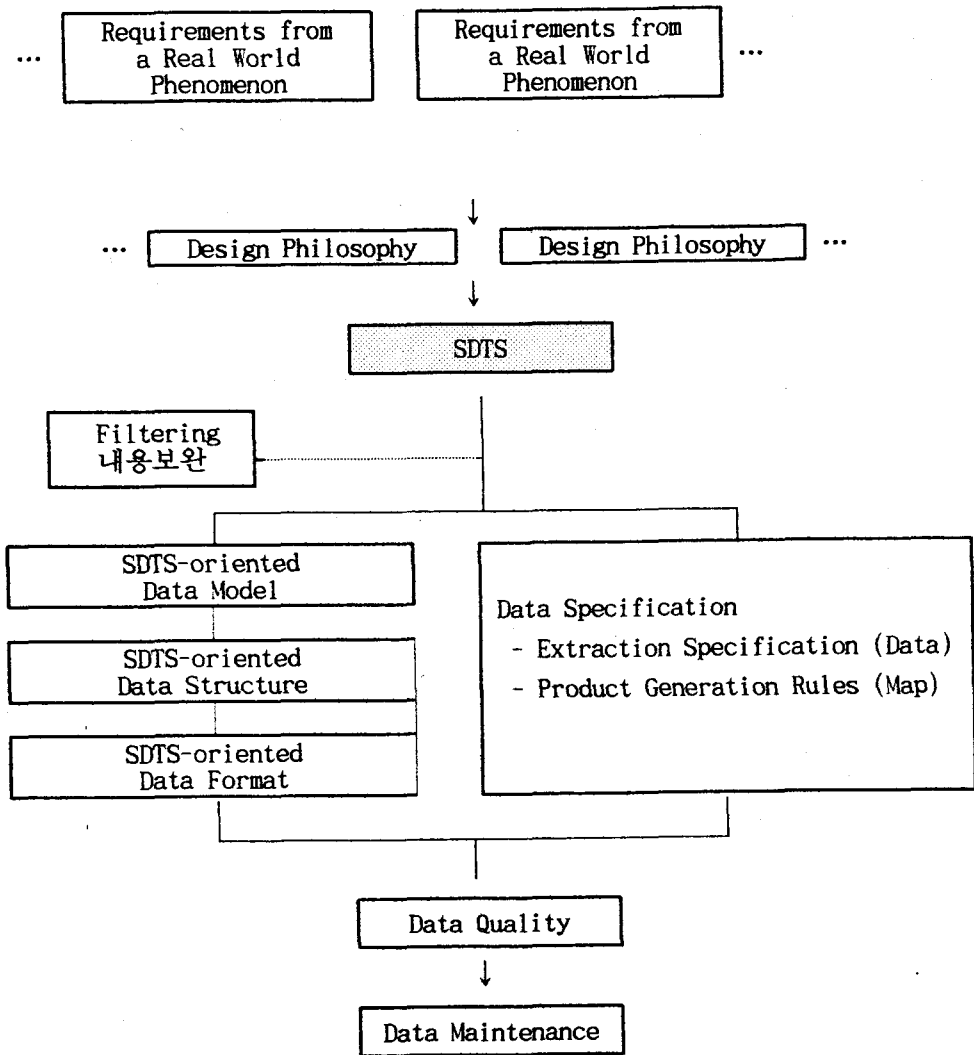 ...
Requirements from
a Real World
Phenomenon
Requirements from
a Real World
Phenomenon
...
↓
...
Design Philosophy
Design Philosophy
...
↓
SDTS
Filtering
내용보완
SDTS-oriented
Data Model
SDTS-oriented
Data Structure
SDTS-oriented
Data Format
Data Specification
- Extraction Specification (Data)
- Product Generation Rules (Map)
Data Quality
↓
Data Maintenance